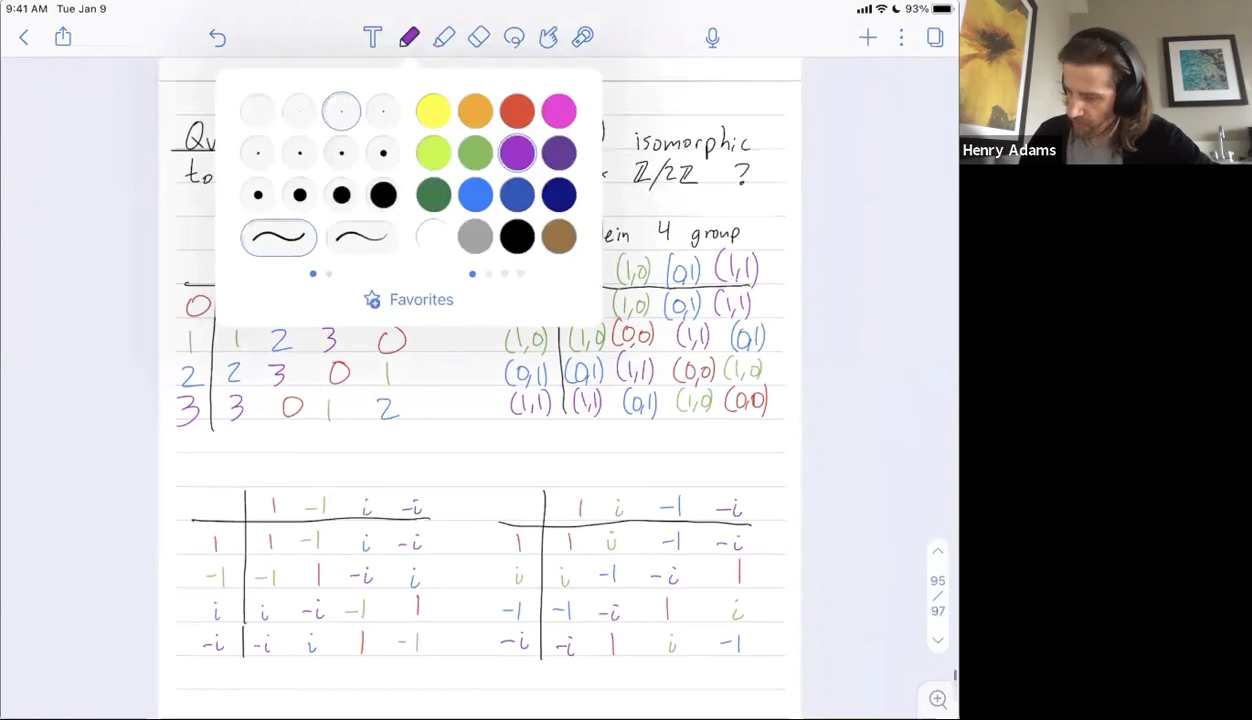 9:41 AM Tue Jan 9
93%
Henry Adams
Qu
isomorphic
to
ℤ/2ℤ ?
ein 4 group
(1,0) (0,1) (1,1)
0 (1,0) (0,1) (1,1)
1 1 2 3 0 (1,0) (1,0) (0,0) (1,1) (0,1)
2 2 3 0 1 (0,1) (0,1) (1,1) (0,0) (1,0)
3 3 0 1 2 (1,1) (1,1) (0,1) (1,0) (0,0)
Favorites
1 -1 i -i 1 i -1 -i
1 1 -1 i -i 1 1 i -1 -i
-1 -1 1 -i i i i -1 -i 1
i i -i -1 1 -1 -1 -i 1 i
-i -i i 1 -1 -i -i 1 i -1
95
/
97